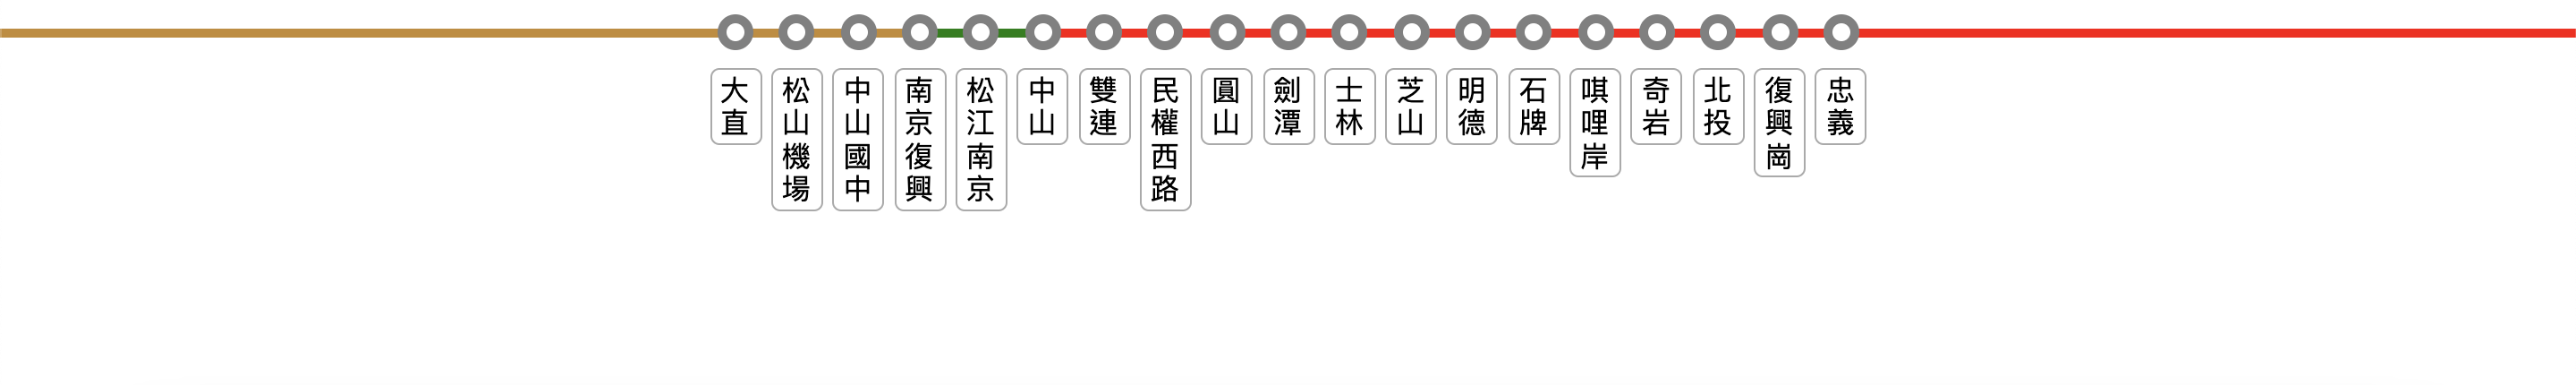 大直
松山機場
中山國中
南京復興
松江南京
中山
雙連
民權西路
圓山
劍潭
士林
芝山
明德
石牌
唭哩岸
奇岩
北投
復興崗
忠義